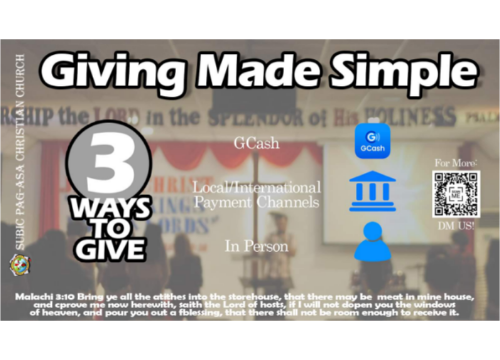 Giving Made Simple
SUBIC PAG-ASA CHRISTIAN CHURCH
RSHIP the LORD in the SPLENDOR of His HOLINESS PSAL
3
WAYS
TO
GIVE
GCash
GCash
Local/International
Payment Channels
In Person
For More:
DM US!
Malachi 3:10 Bring ye all the atithes into the storehouse, that there may be meat in mine house,
and cprove me now herewith, saith the Lord of hosts, if I will not dopen you the windows
of heaven, and pour you out a fblessing, that there shall not be room enough to receive it.